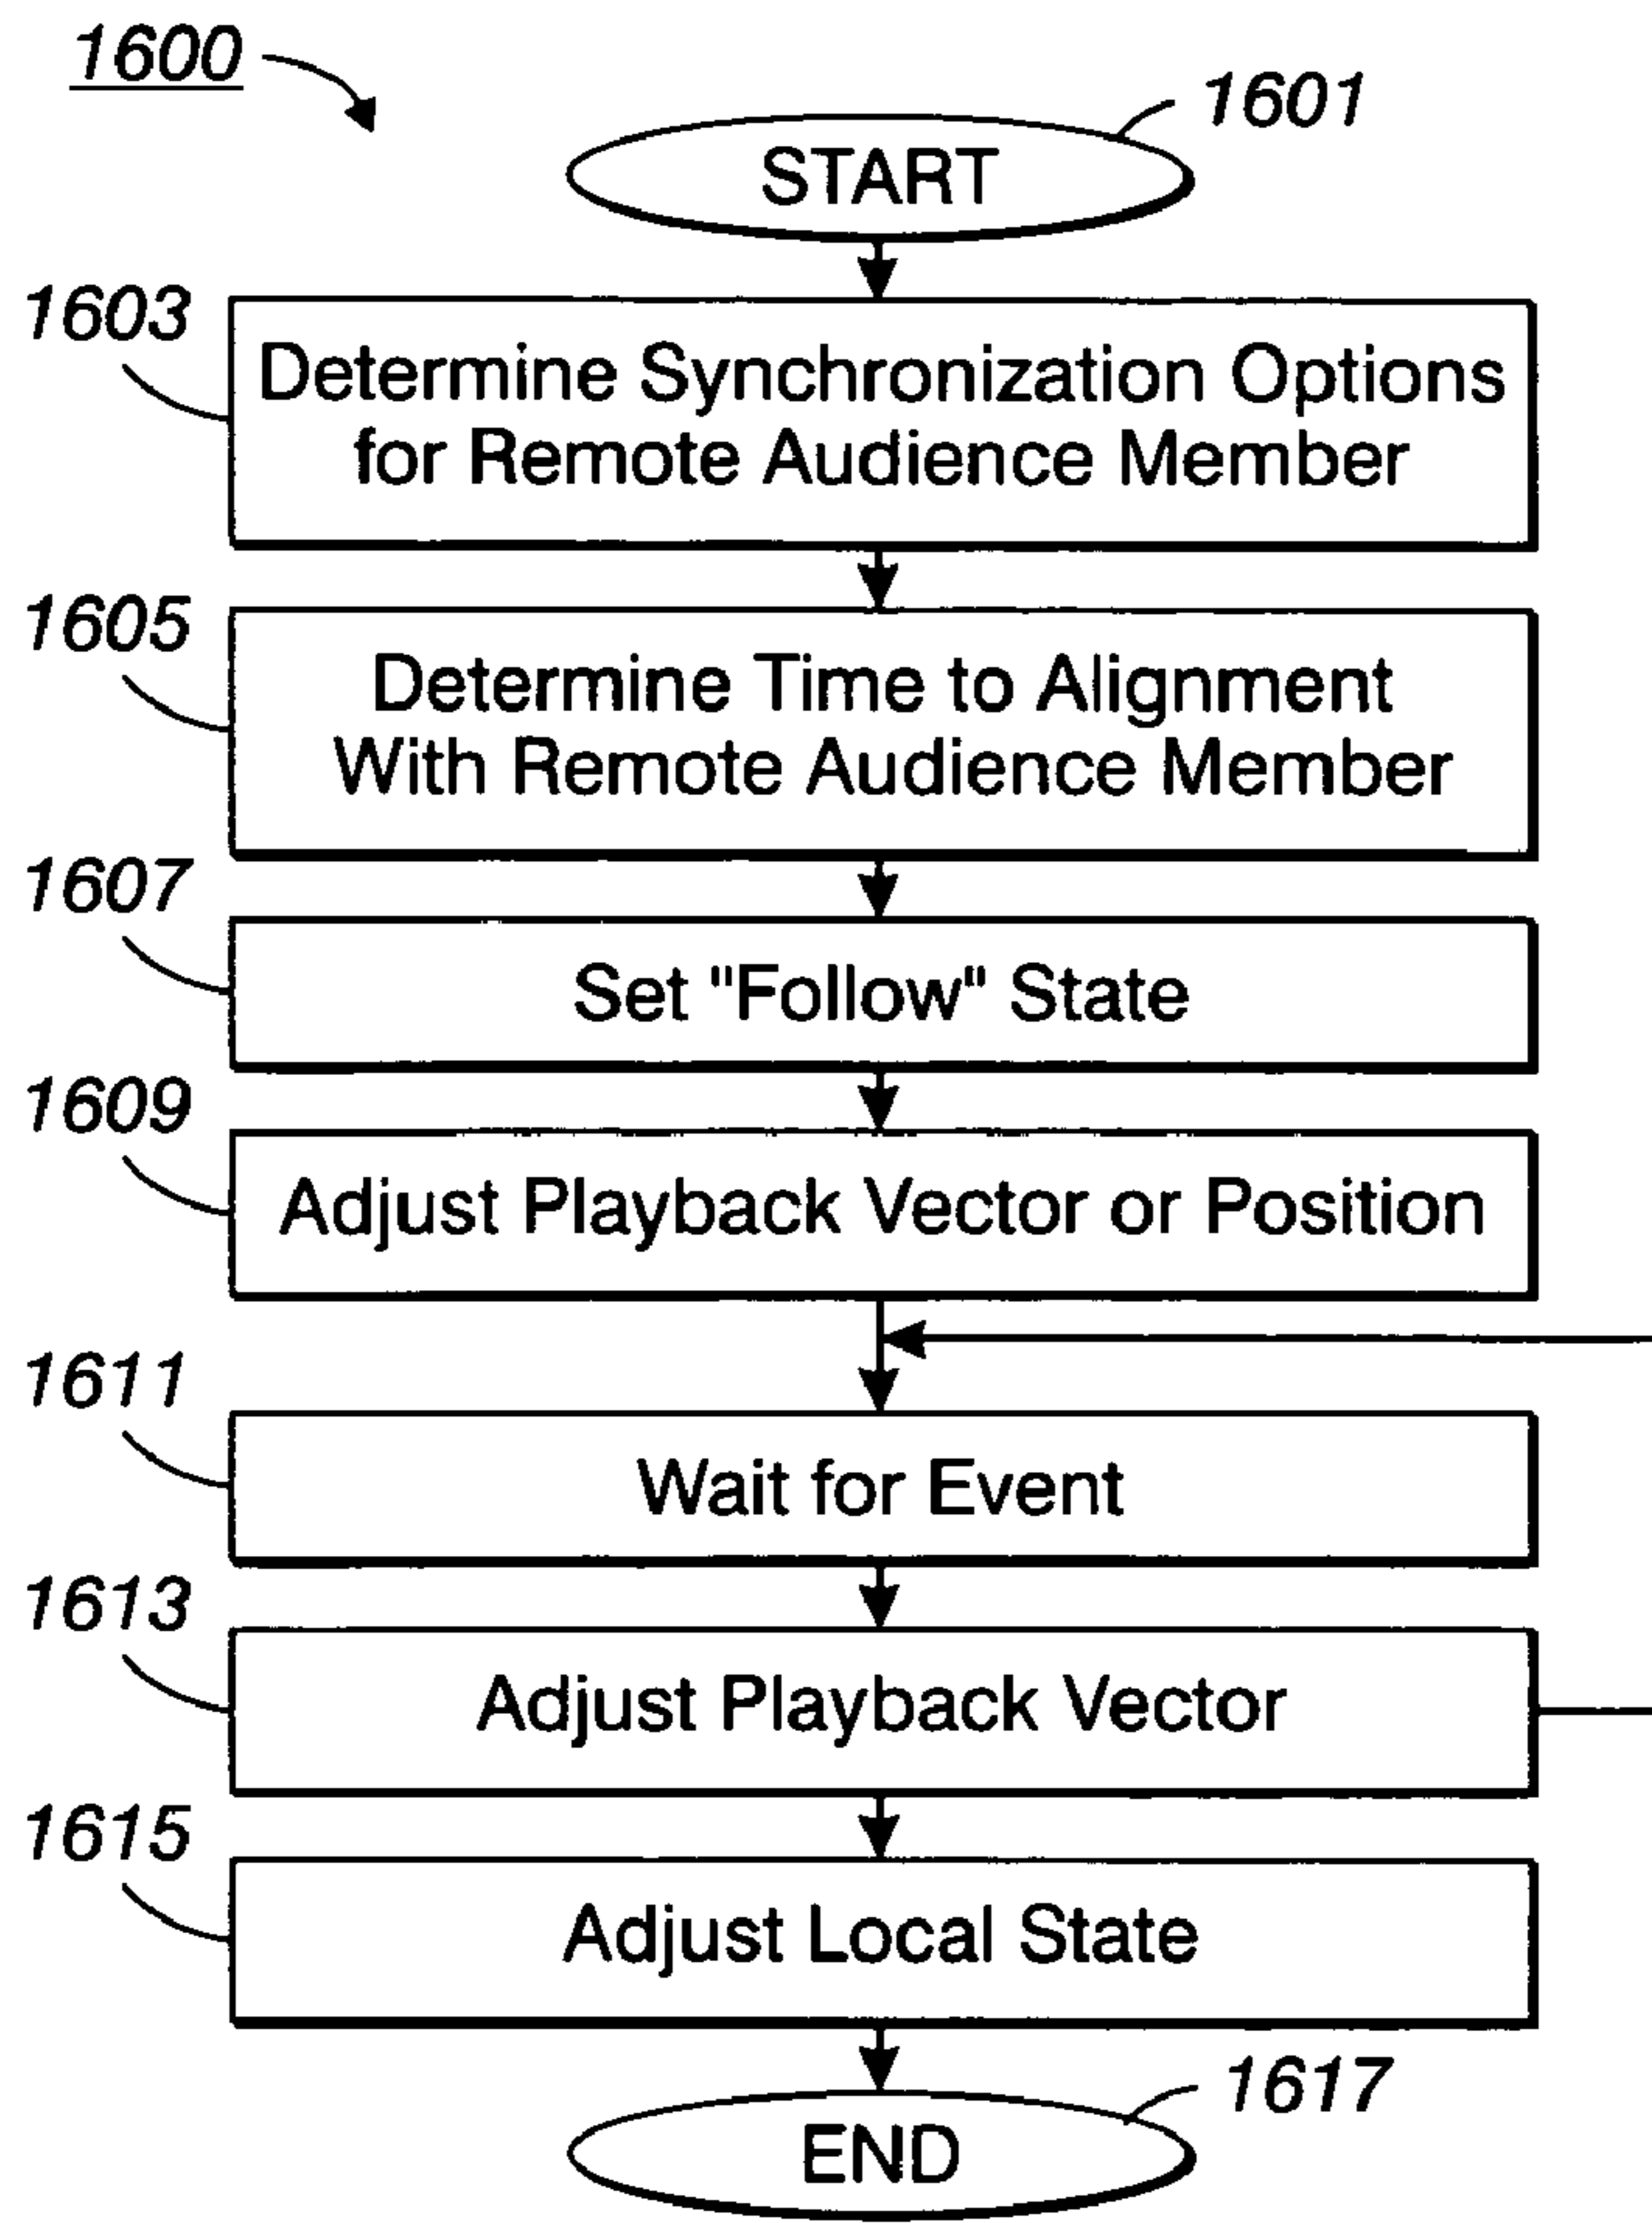 1600
1601
START
1603
Determine Synchronization Options
for Remote Audience Member
1605
Determine Time to Alignment
With Remote Audience Member
1607
Set "Follow" State
1609
Adjust Playback Vector or Position
1611
Wait for Event
1613
Adjust Playback Vector
1615
Adjust Local State
1617
END